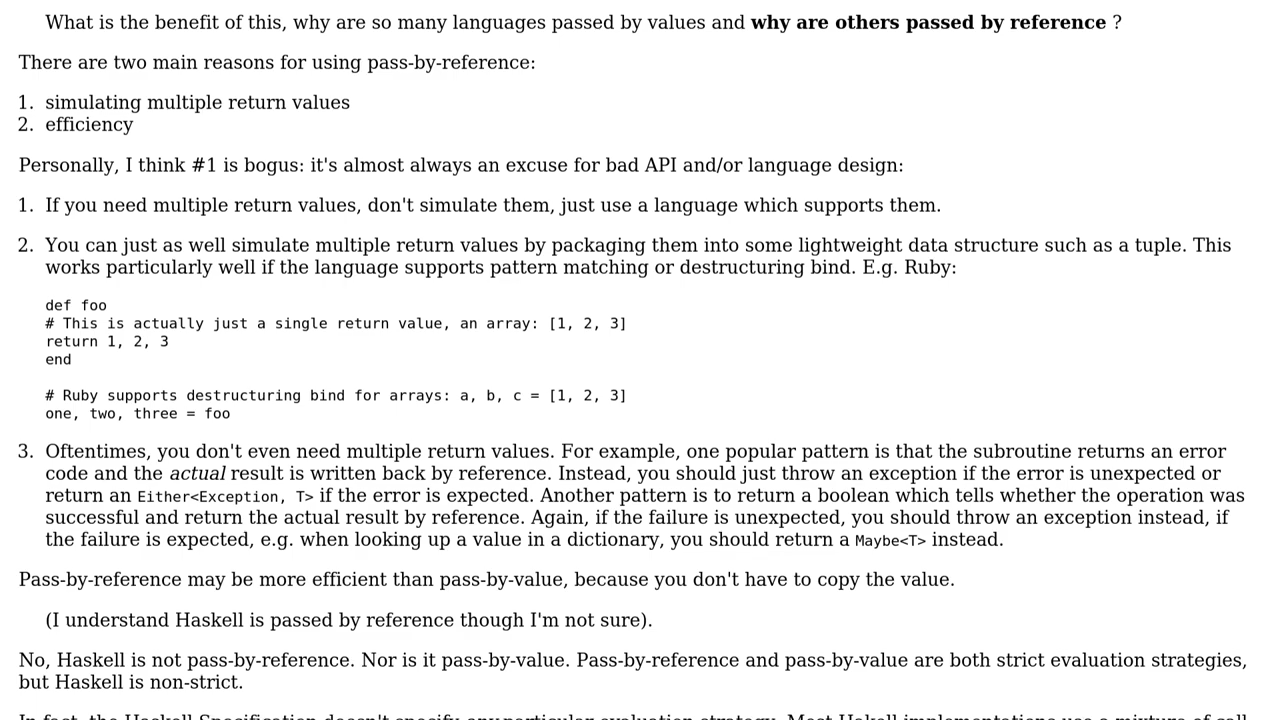 What is the benefit of this, why are so many languages passed by values and why are others passed by reference ?
There are two main reasons for using pass-by-reference:
1. simulating multiple return values
2. efficiency
Personally, I think #1 is bogus: it's almost always an excuse for bad API and/or language design:
1. If you need multiple return values, don't simulate them, just use a language which supports them.
2. You can just as well simulate multiple return values by packaging them into some lightweight data structure such as a tuple. This
works particularly well if the language supports pattern matching or destructuring bind. E.g. Ruby:
def foo
# This is actually just a single return value, an array: [1, 2, 3]
return 1, 2, 3
end
# Ruby supports destructuring bind for arrays: a, b, c = [1, 2, 3]
one, two, three = foo
3. Oftentimes, you don't even need multiple return values. For example, one popular pattern is that the subroutine returns an error
code and the actual result is written back by reference. Instead, you should just throw an exception if the error is unexpected or
return an Either<Exception, T> if the error is expected. Another pattern is to return a boolean which tells whether the operation was
successful and return the actual result by reference. Again, if the failure is unexpected, you should throw an exception instead, if
the failure is expected, e.g. when looking up a value in a dictionary, you should return a Maybe<T> instead.
Pass-by-reference may be more efficient than pass-by-value, because you don't have to copy the value.
(I understand Haskell is passed by reference though I'm not sure).
No, Haskell is not pass-by-reference. Nor is it pass-by-value. Pass-by-reference and pass-by-value are both strict evaluation strategies,
but Haskell is non-strict.